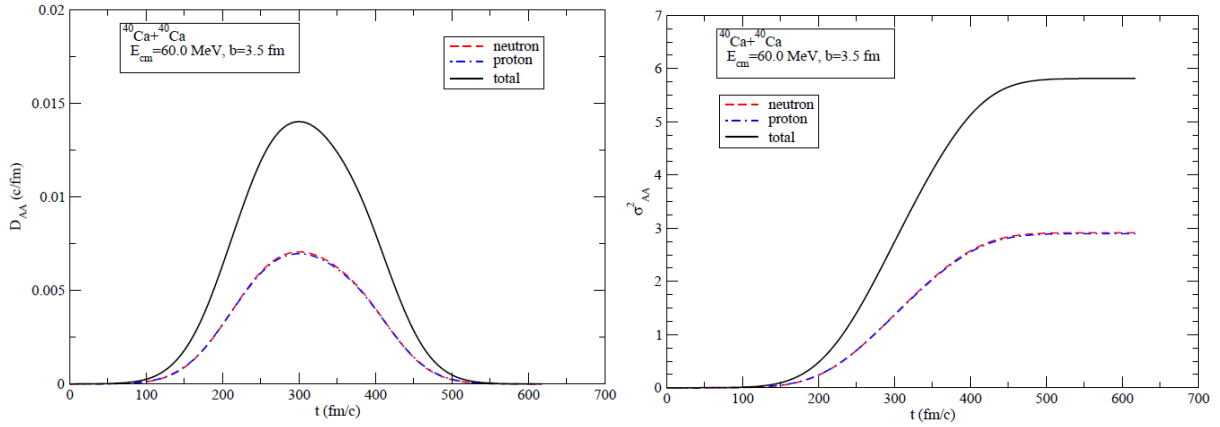 ⁴⁰Ca+⁴⁰Ca
E_cm=60.0 MeV, b=3.5 fm
neutron
proton
total
0.02
0.015
0.01
0.005
0
D_AA (c/fm)
0 100 200 300 400 500 600 700
t (fm/c)
⁴⁰Ca+⁴⁰Ca
E_cm=60.0 MeV, b=3.5 fm
neutron
proton
total
7
6
5
4
3
2
1
0
σ²_AA
0 100 200 300 400 500 600 700
t (fm/c)